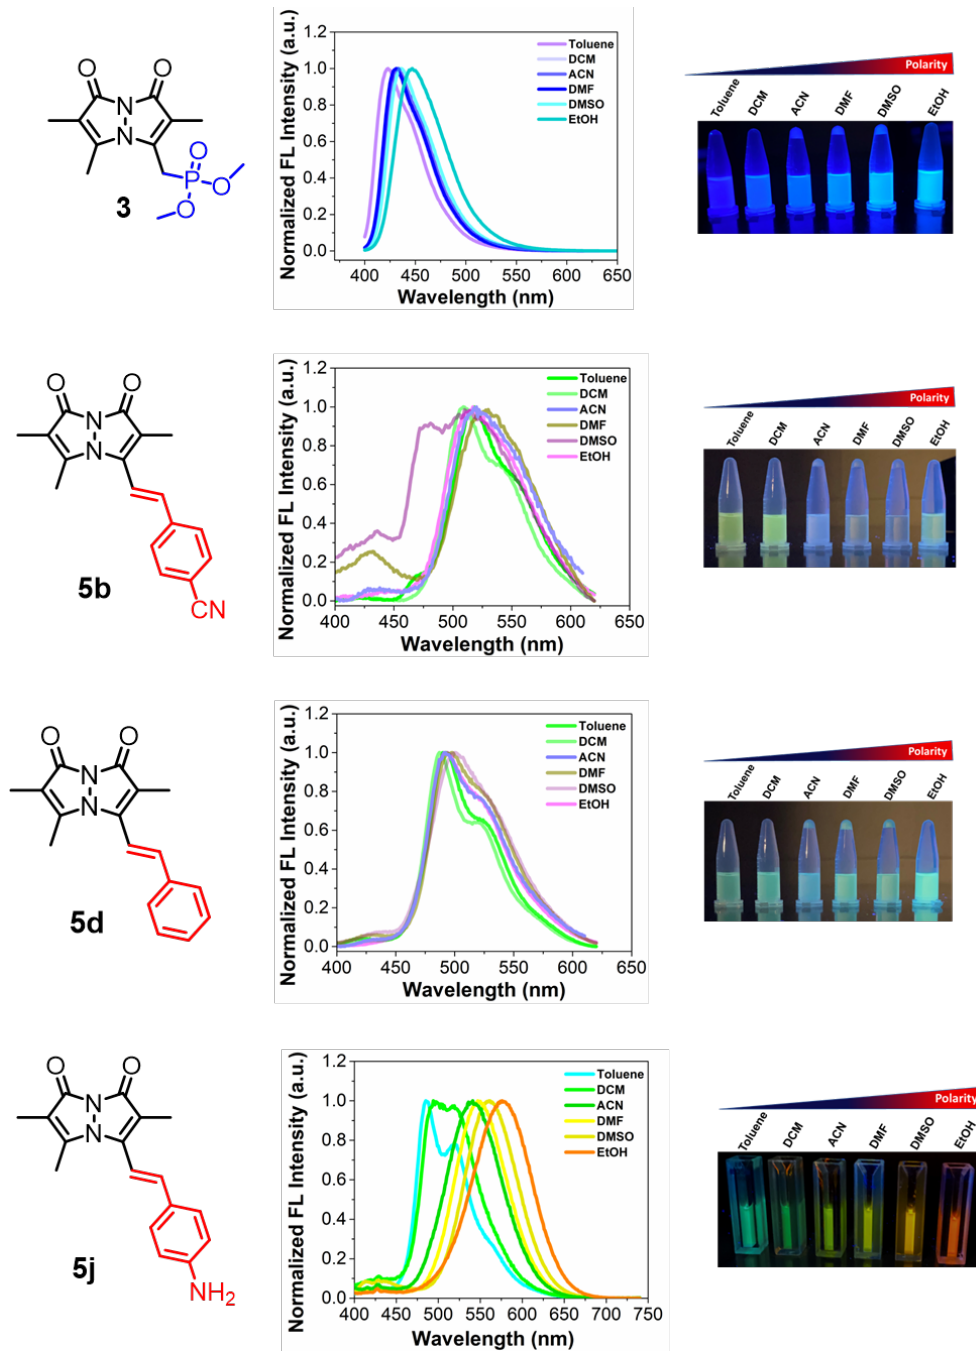 O O
N
N
O
P
O
O
3
Normalized FL Intensity (a.u.)
1.2
1.0
0.8
0.6
0.4
0.2
0.0
Toluene
DCM
ACN
DMF
DMSO
EtOH
400 450 500 550 600 650
Wavelength (nm)
Polarity
Toluene DCM ACN DMF DMSO EtOH
O O
N
N
CN
5b
Normalized FL Intensity (a.u.)
1.2
1.0
0.8
0.6
0.4
0.2
0.0
Toluene
DCM
ACN
DMF
DMSO
EtOH
400 450 500 550 600 650
Wavelength (nm)
Polarity
Toluene DCM ACN DMF DMSO EtOH
O O
N
N
5d
Normalized FL Intensity (a.u.)
1.2
1.0
0.8
0.6
0.4
0.2
0.0
Toluene
DCM
ACN
DMF
DMSO
EtOH
400 450 500 550 600 650
Wavelength (nm)
Polarity
Toluene DCM ACN DMF DMSO EtOH
O O
N
N
NH2
5j
Normalized FL Intensity (a.u.)
1.2
1.0
0.8
0.6
0.4
0.2
0.0
Toluene
DCM
ACN
DMF
DMSO
EtOH
400 450 500 550 600 650 700 750
Wavelength (nm)
Polarity
Toluene DCM ACN DMF DMSO EtOH